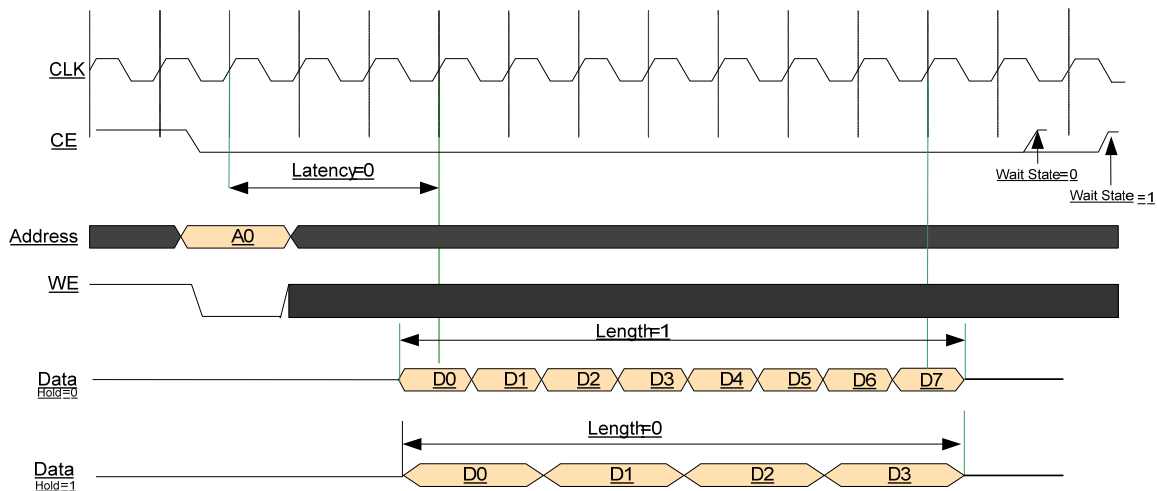 CLK
CE
Latency=0
Wait State=0
Wait State =1
Address
A0
WE
Length=1
Data
Hold=0
D0 D1 D2 D3 D4 D5 D6 D7
Length=0
Data
Hold=1
D0 D1 D2 D3